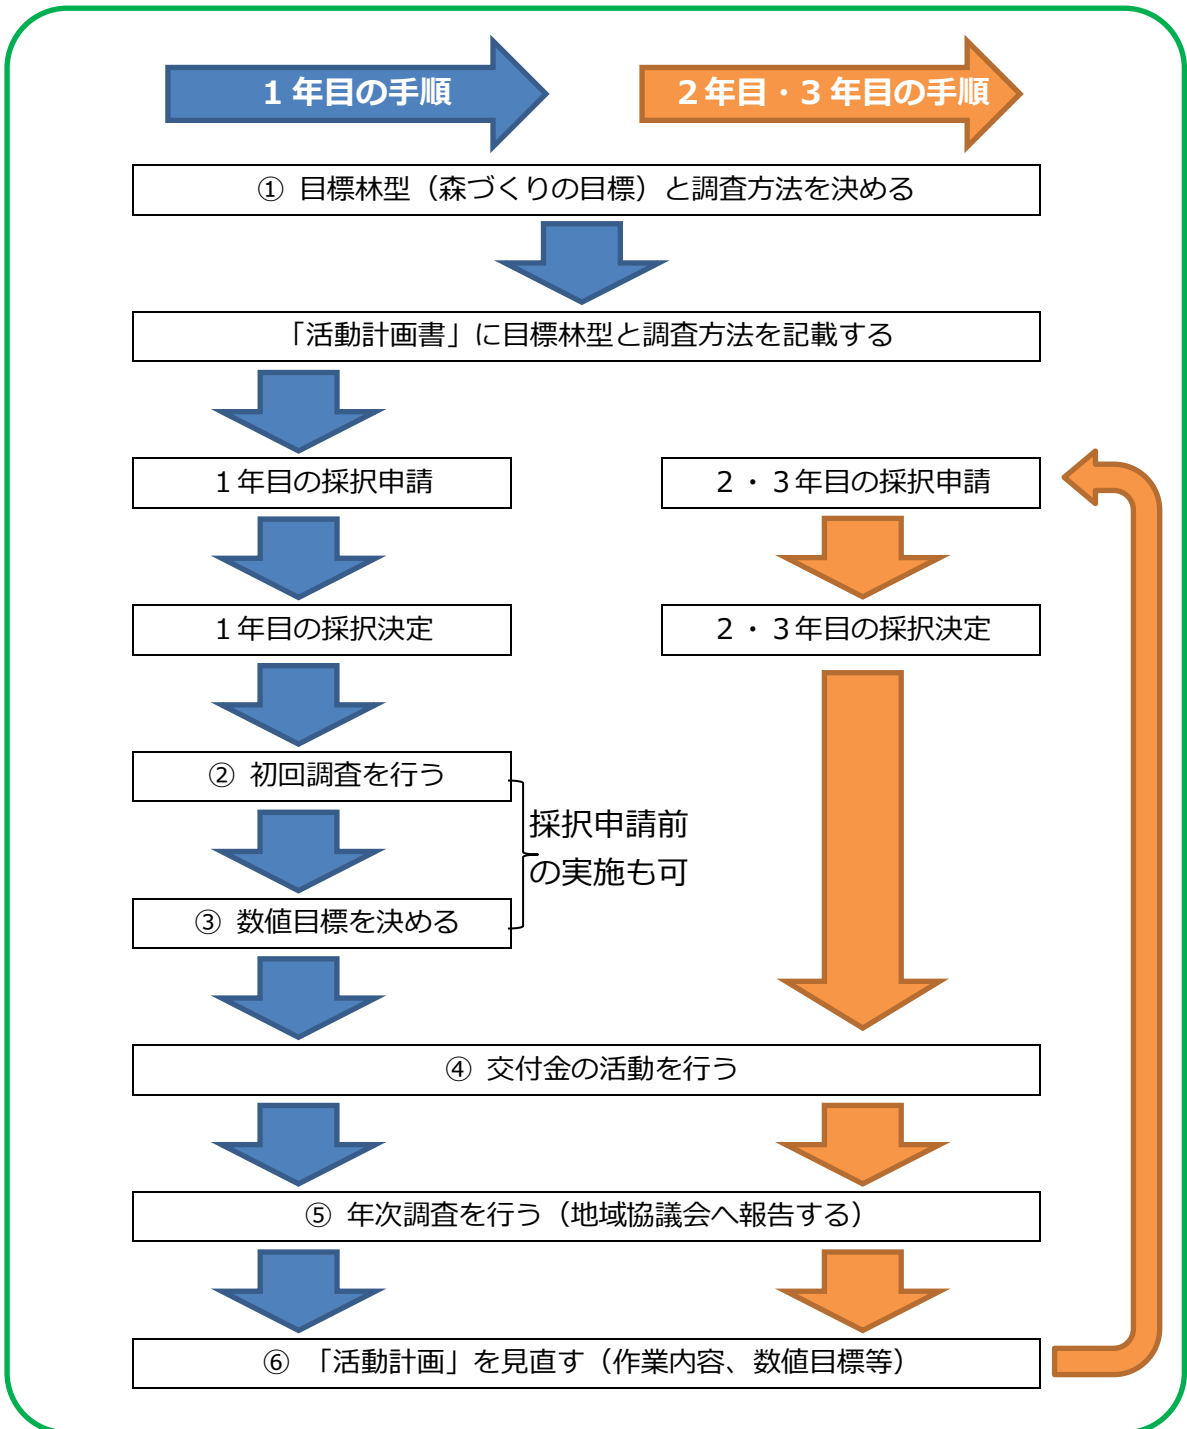 1年目の手順
2年目・3年目の手順
① 目標林型（森づくりの目標）と調査方法を決める
「活動計画書」に目標林型と調査方法を記載する
1年目の採択申請
2・3年目の採択申請
1年目の採択決定
2・3年目の採択決定
② 初回調査を行う
採択申請前
の実施も可
③ 数値目標を決める
④ 交付金の活動を行う
⑤ 年次調査を行う（地域協議会へ報告する）
⑥ 「活動計画」を見直す（作業内容、数値目標等）